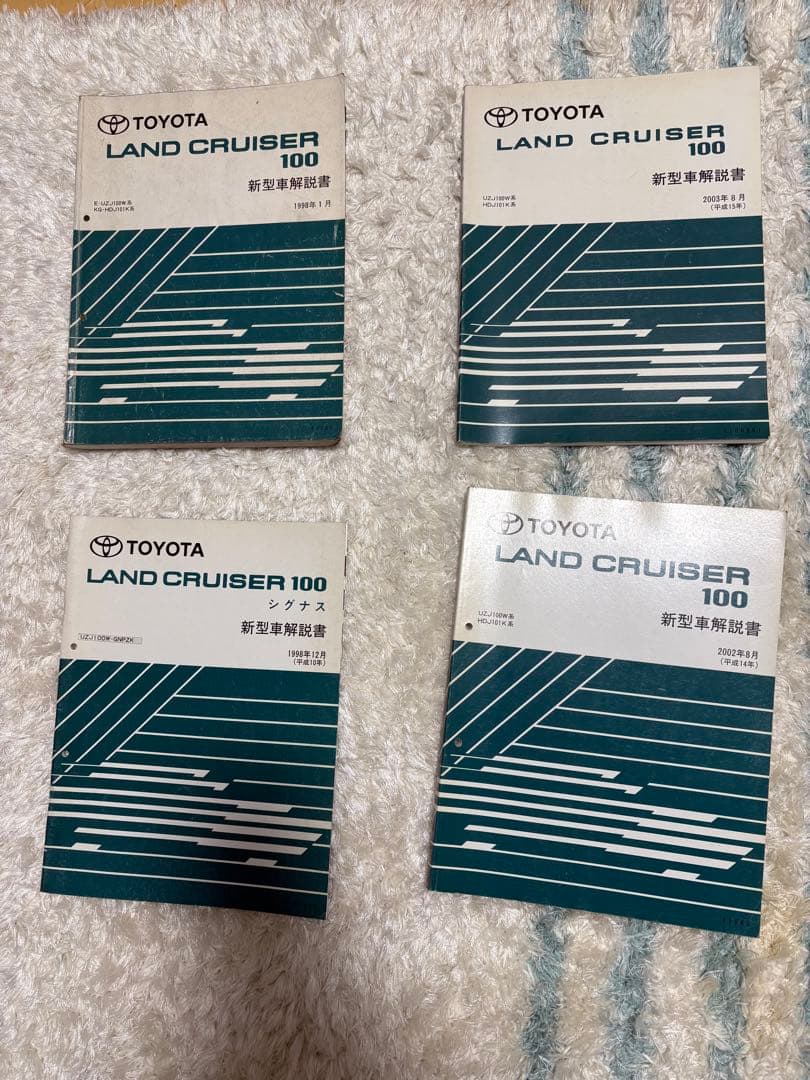 TOYOTA
LAND CRUISER
100
新型車解説書
E-UZJ100W系
KG-HDJ101K系
1998年1月
TOYOTA
LAND CRUISER
100
新型車解説書
UZJ100W系
HDJ101K系
2003年8月
(平成15年)
TOYOTA
LAND CRUISER 100
シグナス
新型車解説書
UZJ100W-GNPZK
1998年12月
(平成10年)
TOYOTA
LAND CRUISER
100
新型車解説書
UZJ100W系
HDJ101K系
2002年8月
(平成14年)